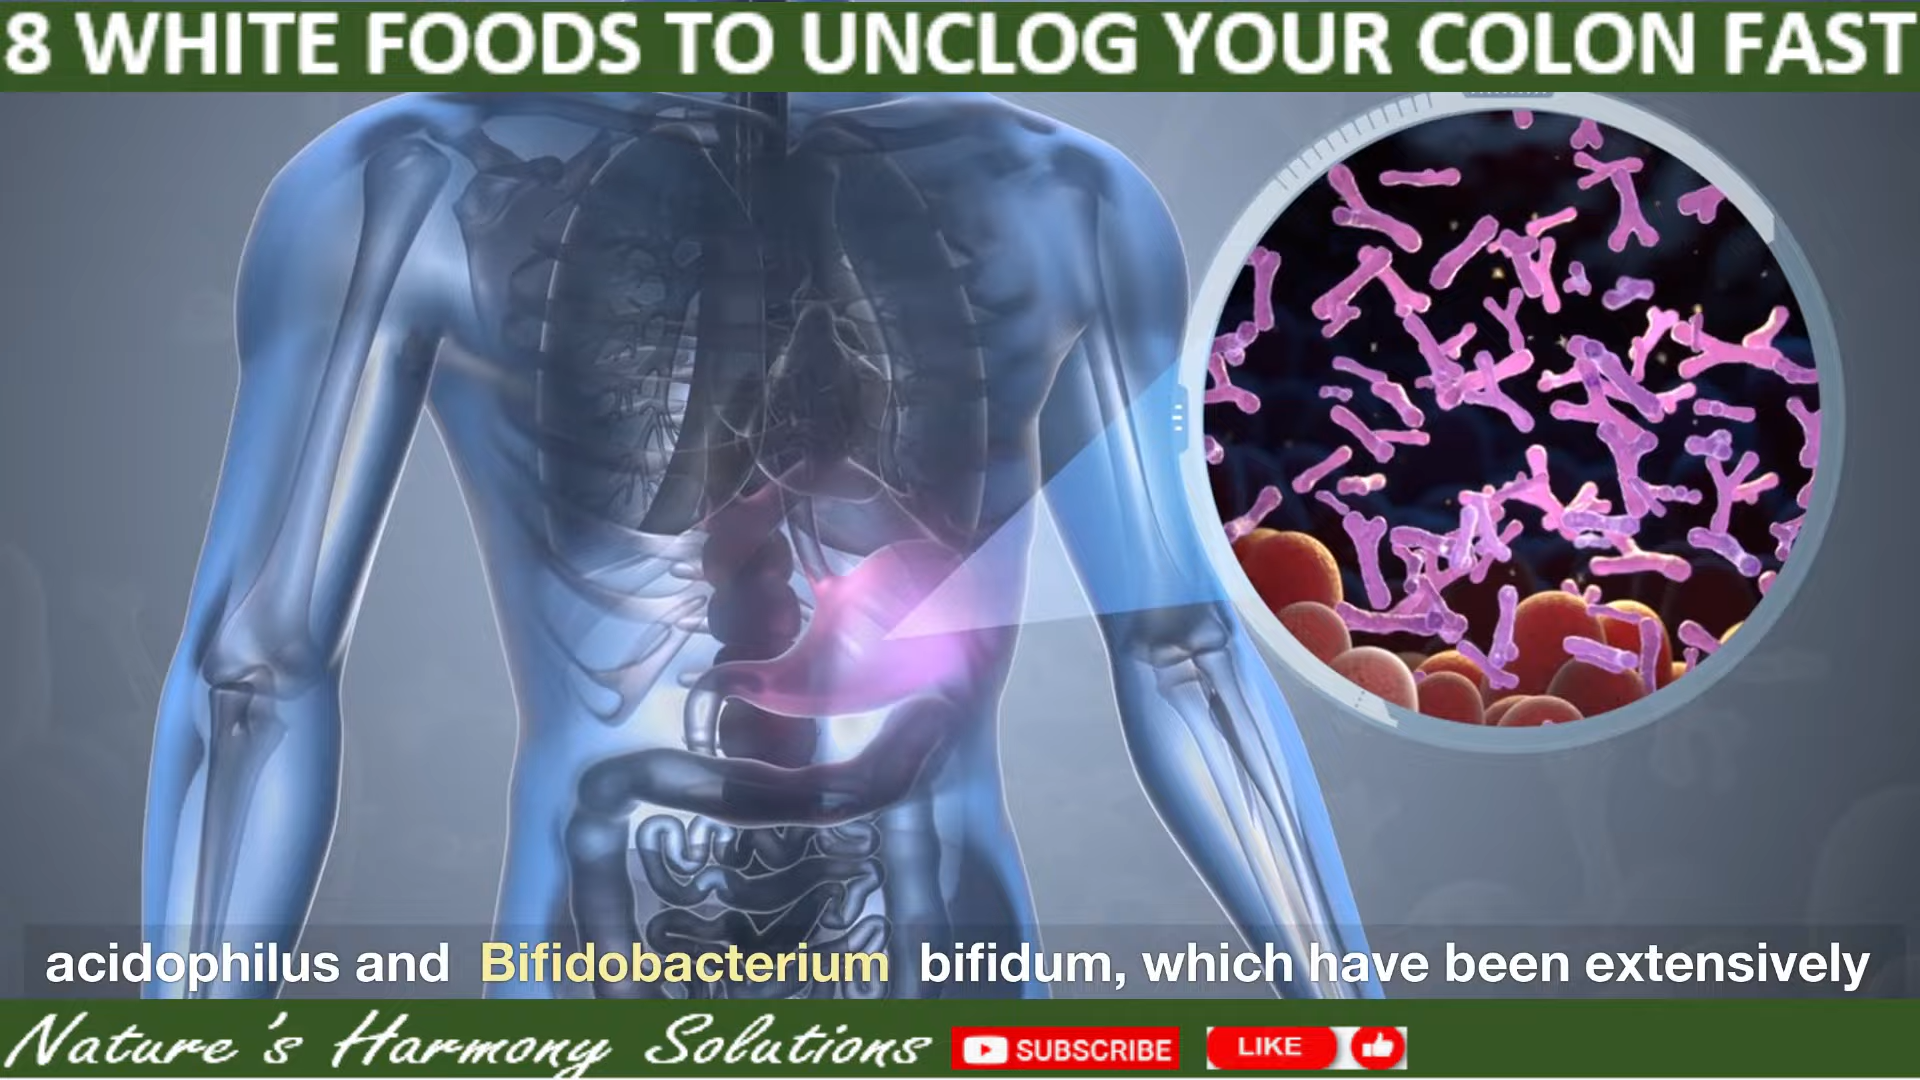 8 WHITE FOODS TO UNCLOG YOUR COLON FAST
acidophilus and Bifidobacterium bifidum, which have been extensively
Nature's Harmony Solutions SUBSCRIBE LIKE